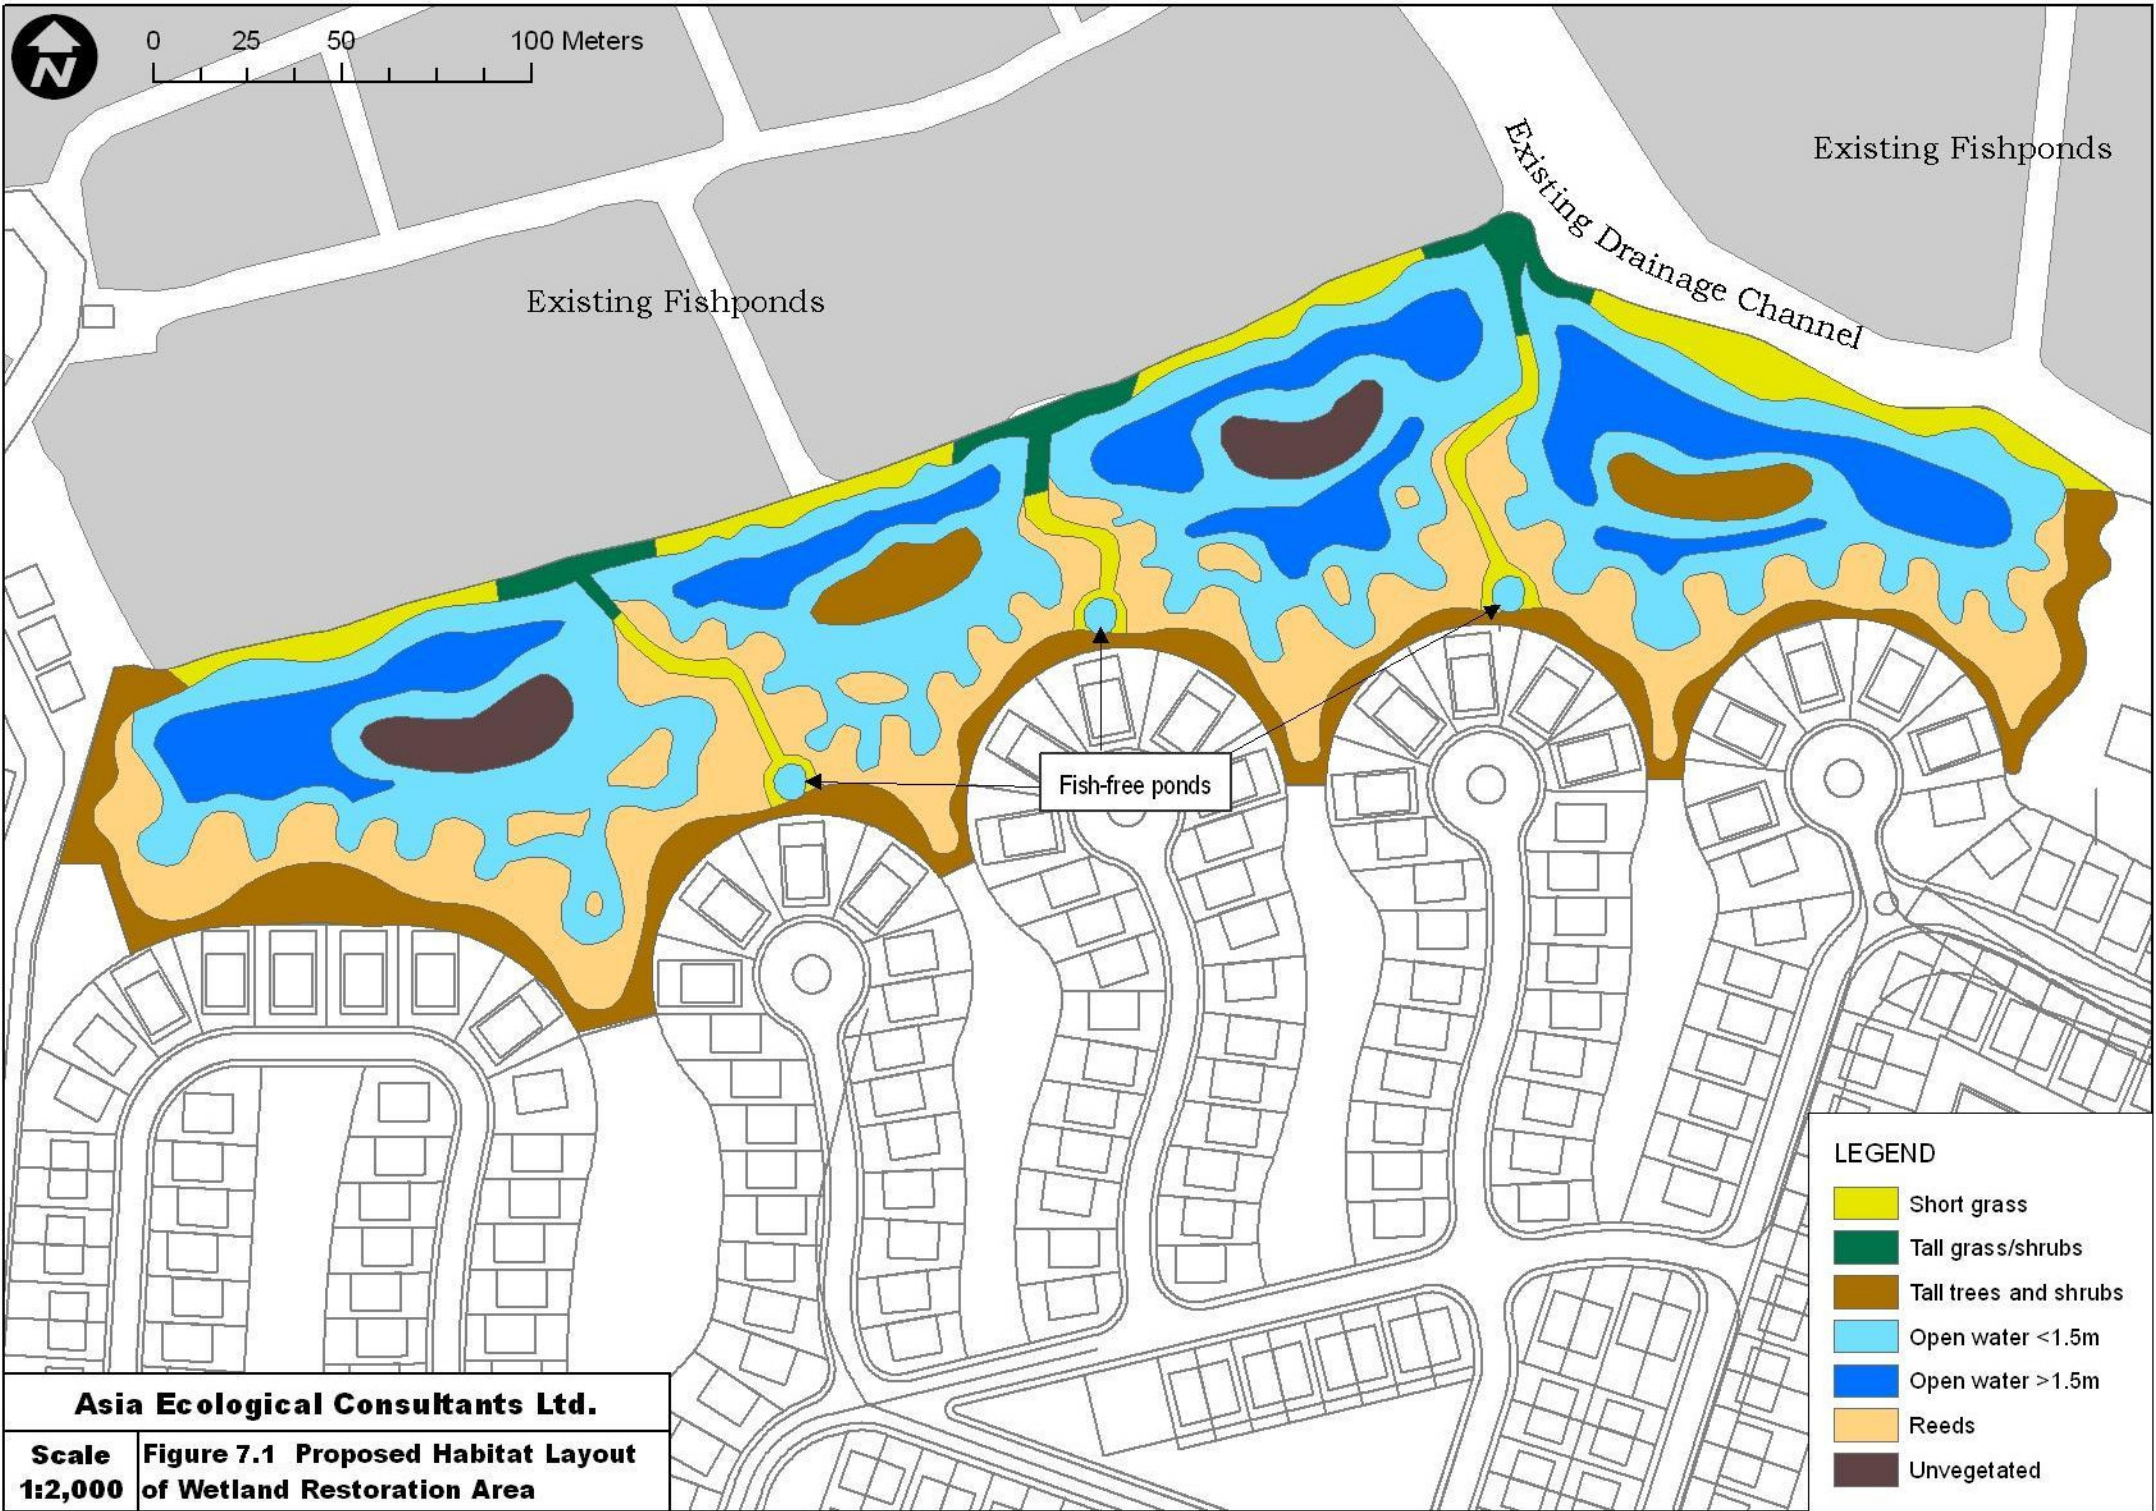 N
0 25 50 100 Meters
Existing Fishponds
Existing Drainage Channel
Existing Fishponds
Fish-free ponds
LEGEND
Short grass
Tall grass/shrubs
Tall trees and shrubs
Open water <1.5m
Open water >1.5m
Reeds
Unvegetated
Asia Ecological Consultants Ltd.
Scale
1:2,000
Figure 7.1 Proposed Habitat Layout
of Wetland Restoration Area